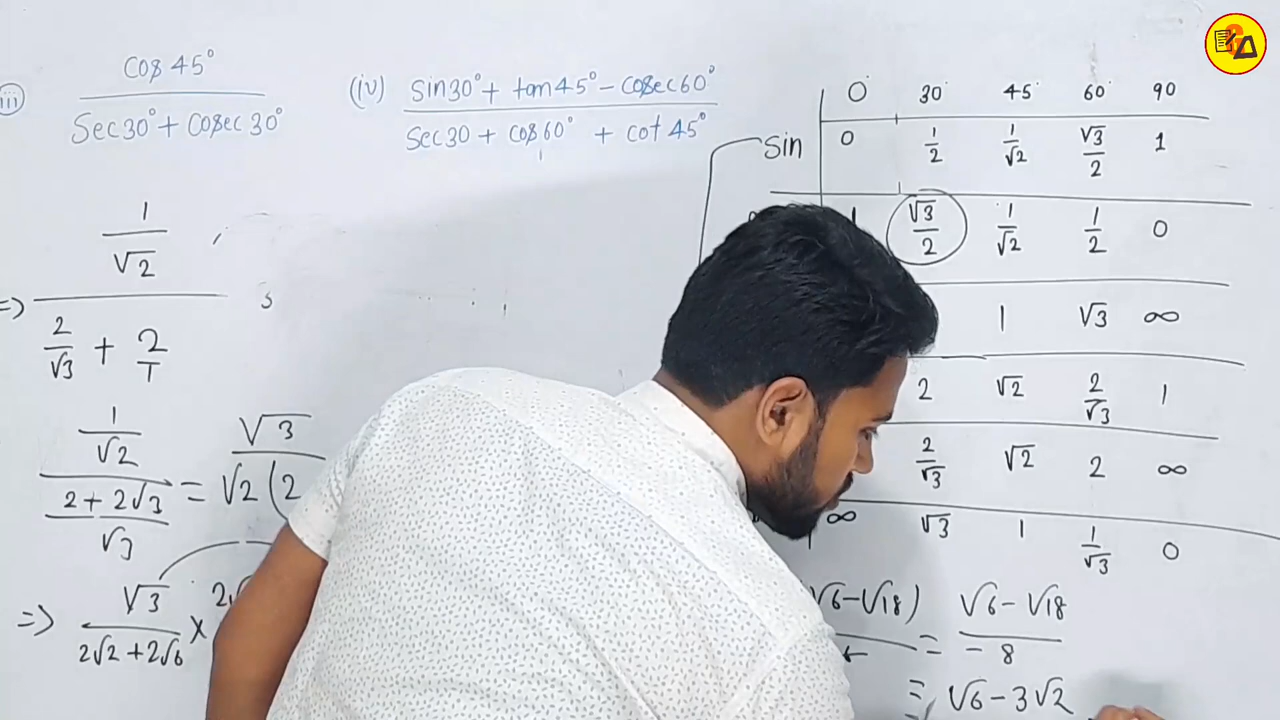 (iii) cos 45° / Sec 30° + Cosec 30°
(iv) sin 30° + tan 45° - cosec 60° / Sec 30 + cos 60° + cot 45°
0° 30° 45° 60° 90
Sin 0 1/2 1/√2 √3/2 1
1 √3/2 1/√2 1/2 0
1 √3 ∞
2 √2 2/√3 1
2/√3 √2 2 ∞
∞ √3 1 1/√3 0
=> 1/√2 / 2/√3 + 2/1
1/√2 / 2+2√3 / √3 = √3 / √2 (2
=> √3 / 2√2 + 2√6 ×
√6-√18) = √6-√18 / -8
= √6-3√2